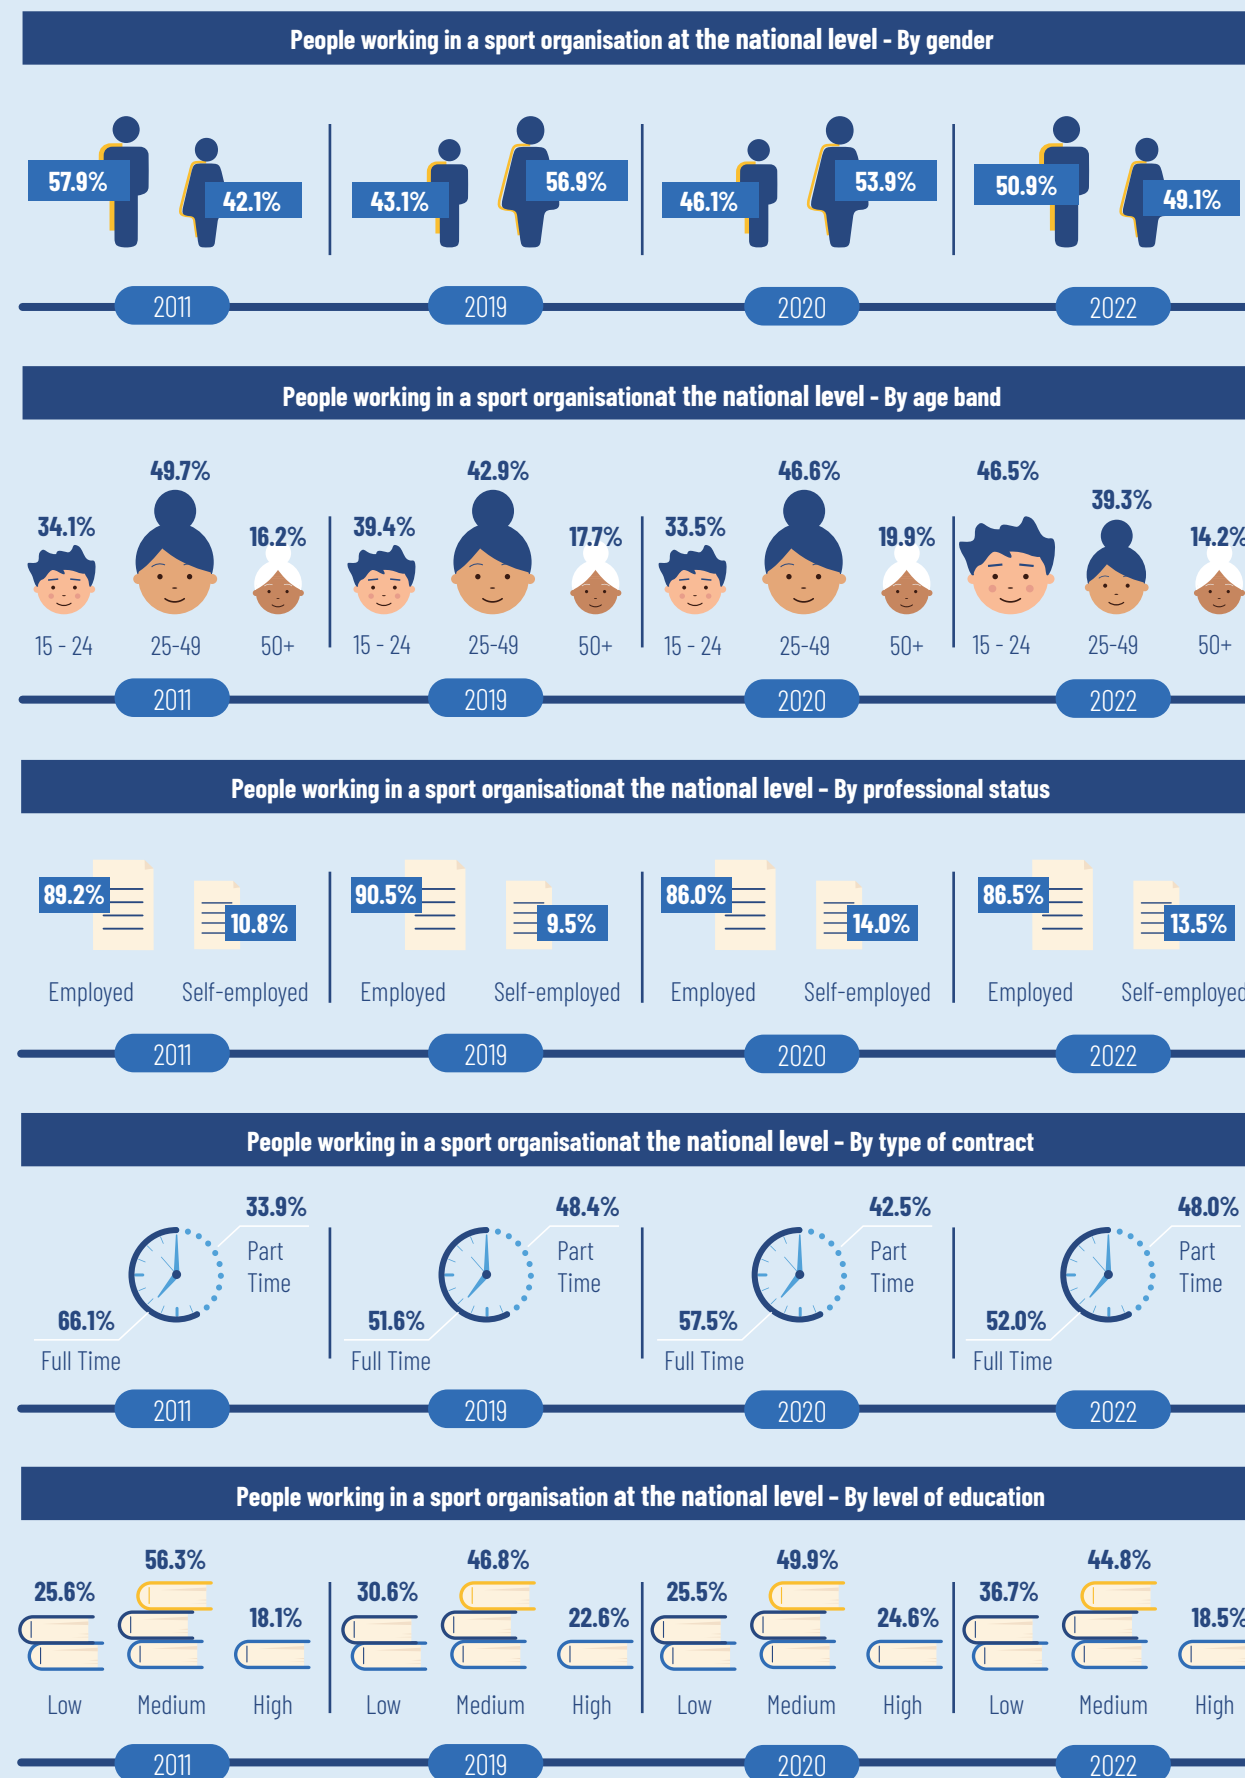 People working in a sport organisation at the national level - By gender
57.9%
42.1%
43.1%
56.9%
46.1%
53.9%
50.9%
49.1%
2011
2019
2020
2022
People working in a sport organisationat the national level - By age band
34.1%
49.7%
16.2%
39.4%
42.9%
17.7%
33.5%
46.6%
19.9%
46.5%
39.3%
14.2%
15 - 24
25-49
50+
15 - 24
25-49
50+
15 - 24
25-49
50+
15 - 24
25-49
50+
2011
2019
2020
2022
People working in a sport organisationat the national level – By professional status
89.2%
10.8%
90.5%
9.5%
86.0%
14.0%
86.5%
13.5%
Employed
Self-employed
Employed
Self-employed
Employed
Self-employed
Employed
Self-employed
2011
2019
2020
2022
People working in a sport organisationat the national level – By type of contract
33.9%
Part
Time
66.1%
Full Time
48.4%
Part
Time
51.6%
Full Time
42.5%
Part
Time
57.5%
Full Time
48.0%
Part
Time
52.0%
Full Time
2011
2019
2020
2022
People working in a sport organisation at the national level – By level of education
25.6%
56.3%
18.1%
30.6%
46.8%
22.6%
25.5%
49.9%
24.6%
36.7%
44.8%
18.5%
Low
Medium
High
Low
Medium
High
Low
Medium
High
Low
Medium
High
2011
2019
2020
2022